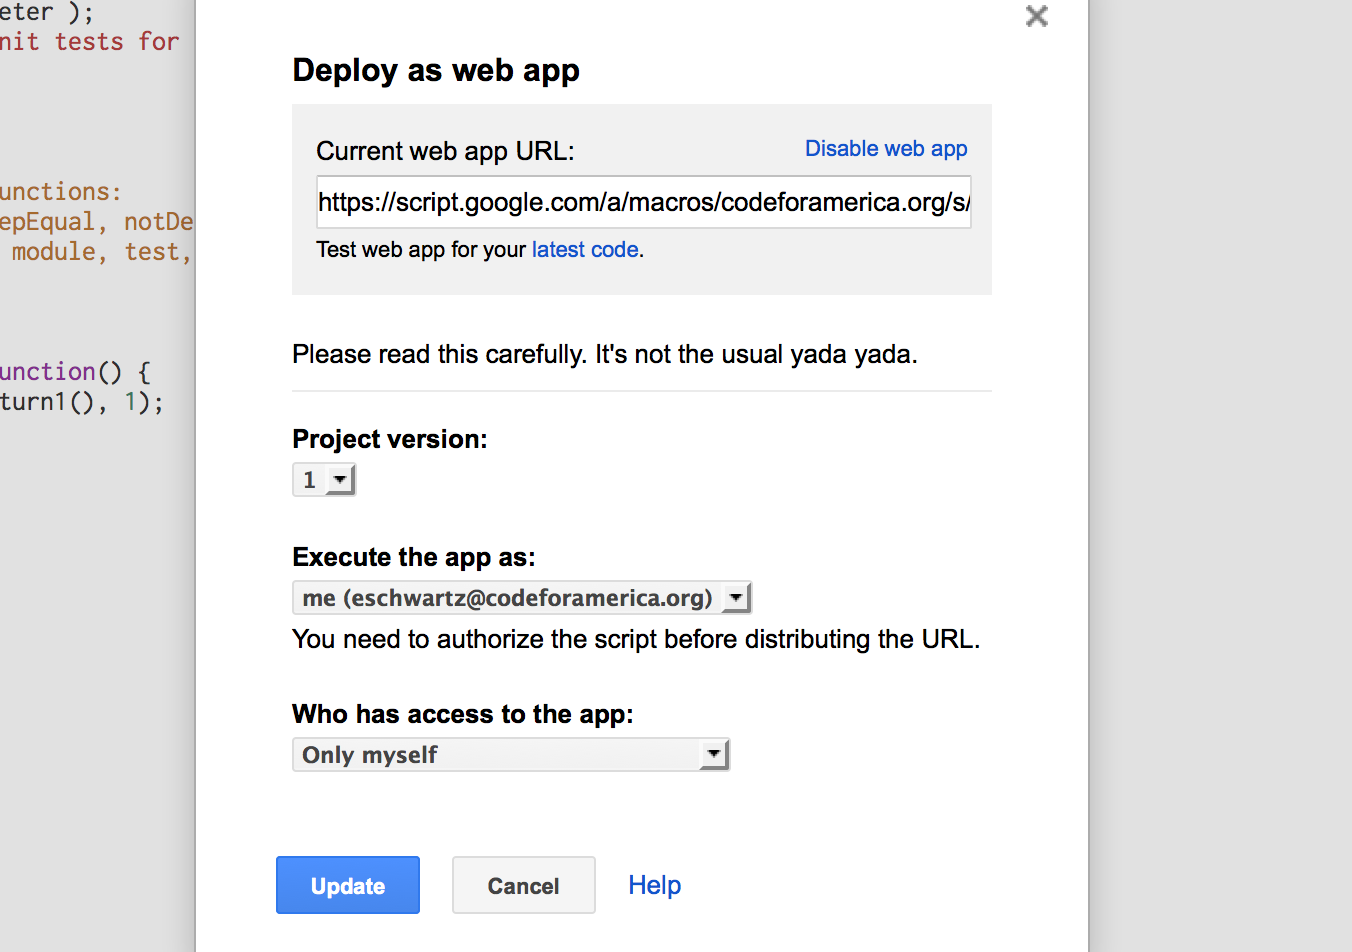 eter );
nit tests for
unctions:
epEqual, notDe
module, test,
unction() {
turn1(), 1);
Deploy as web app
Current web app URL:
Disable web app
https://script.google.com/a/macros/codeforamerica.org/s/
Test web app for your latest code.
Please read this carefully. It's not the usual yada yada.
Project version:
1
Execute the app as:
me (eschwartz@codeforamerica.org)
You need to authorize the script before distributing the URL.
Who has access to the app:
Only myself
Update
Cancel
Help